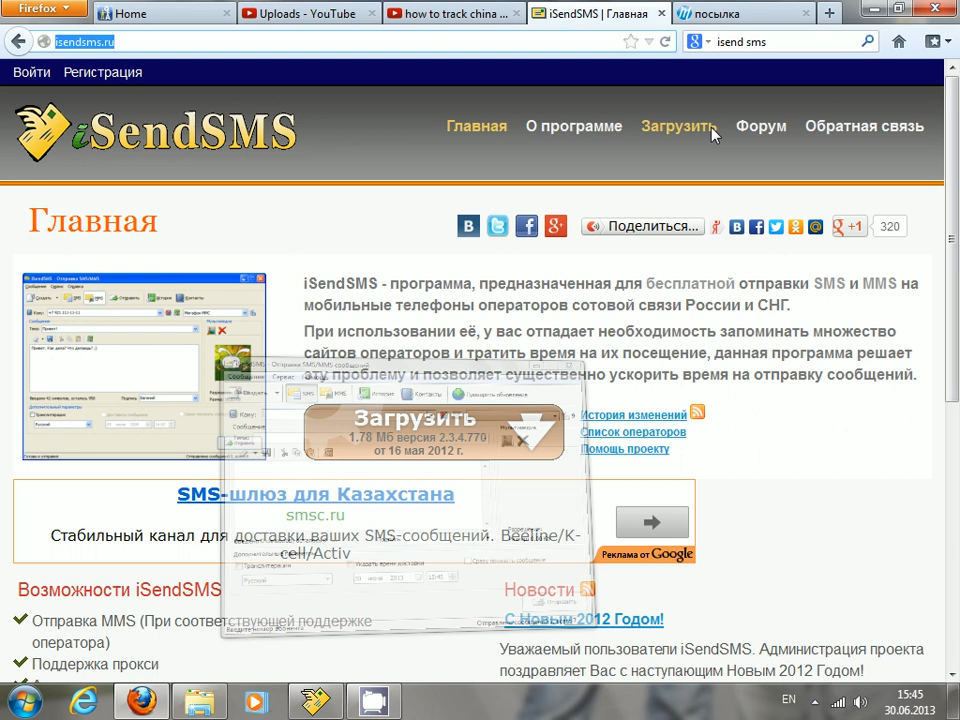 Firefox
Home
Uploads - YouTube
how to track china ...
iSendSMS | Главная
посылка
isendsms.ru
isend sms
Войти Регистрация
iSendSMS
Главная О программе Загрузить Форум Обратная связь
Главная
Поделиться...
+1
320
iSendSMS - программа, предназначенная для бесплатной отправки SMS и MMS на
мобильные телефоны операторов сотовой связи России и СНГ.
При использовании её, у вас отпадает необходимость запоминать множество
сайтов операторов и тратить время на их посещение, данная программа решает
эту проблему и позволяет существенно ускорить время на отправку сообщений.
Загрузить
1.78 Мб версия 2.3.4.770
от 16 мая 2012 г.
История изменений
Список операторов
Помощь проекту
SMS-шлюз для Казахстана
smsc.ru
Стабильный канал для доставки ваших SMS-сообщений. Beeline/K-
cell/Activ
Реклама от Google
Возможности iSendSMS
Отправка MMS (При соответствующей поддержке
оператора)
Поддержка прокси
Новости
С Новым 2012 Годом!
Уважаемый пользователи iSendSMS. Администрация проекта
поздравляет Вас с наступающим Новым 2012 Годом!
EN
15:45
30.06.2013